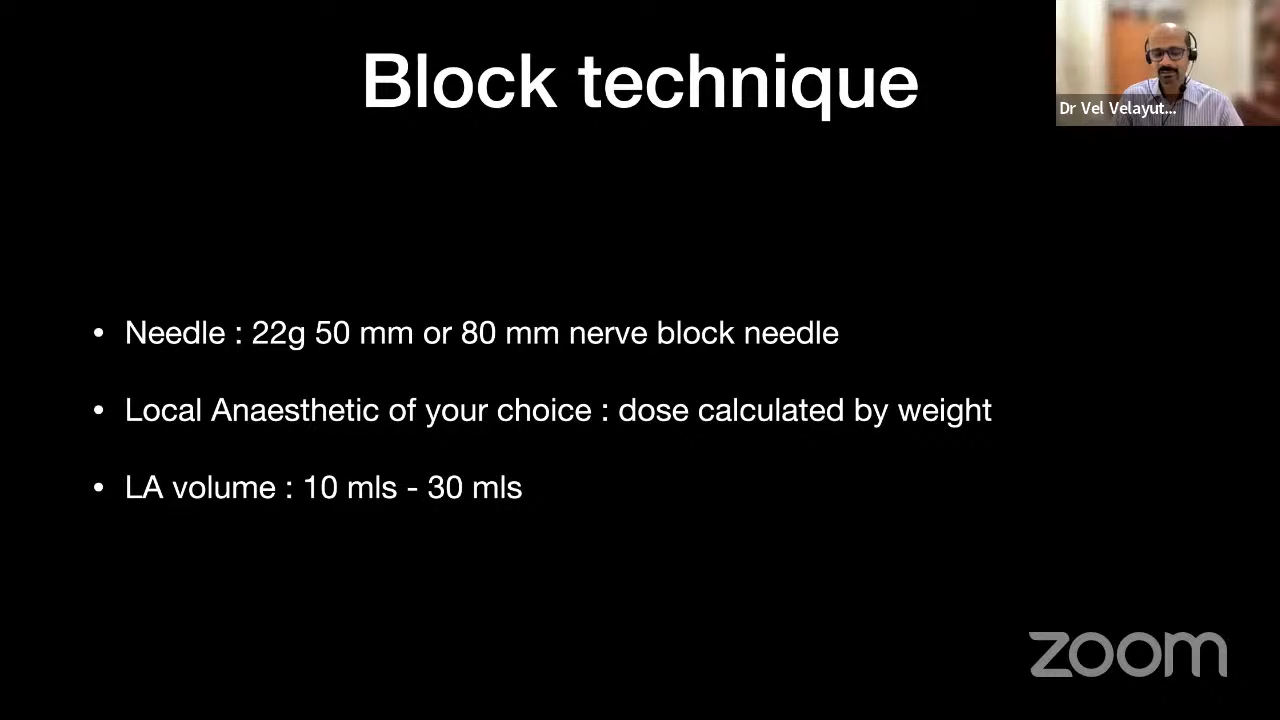 Block technique
Dr Vel Velayut...
• Needle : 22g 50 mm or 80 mm nerve block needle
• Local Anaesthetic of your choice : dose calculated by weight
• LA volume : 10 mls - 30 mls
zoom